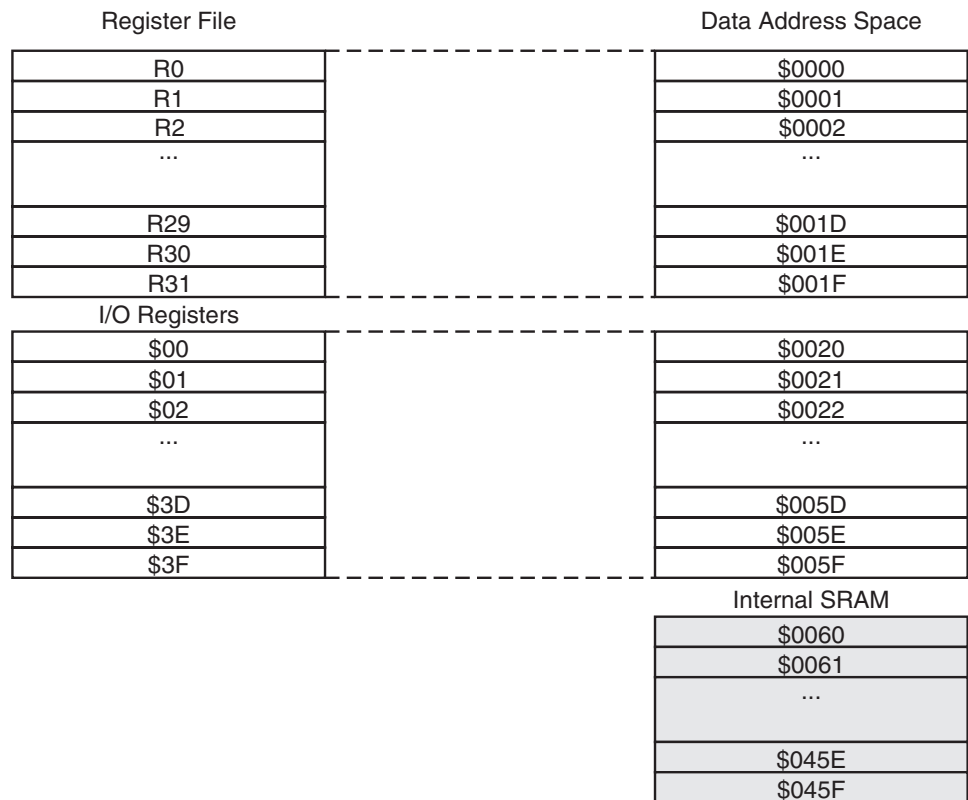 Register File
Data Address Space
R0
$0000
R1
$0001
R2
$0002
...
...
R29
$001D
R30
$001E
R31
$001F
I/O Registers
$00
$0020
$01
$0021
$02
$0022
...
...
$3D
$005D
$3E
$005E
$3F
$005F
Internal SRAM
$0060
$0061
...
$045E
$045F